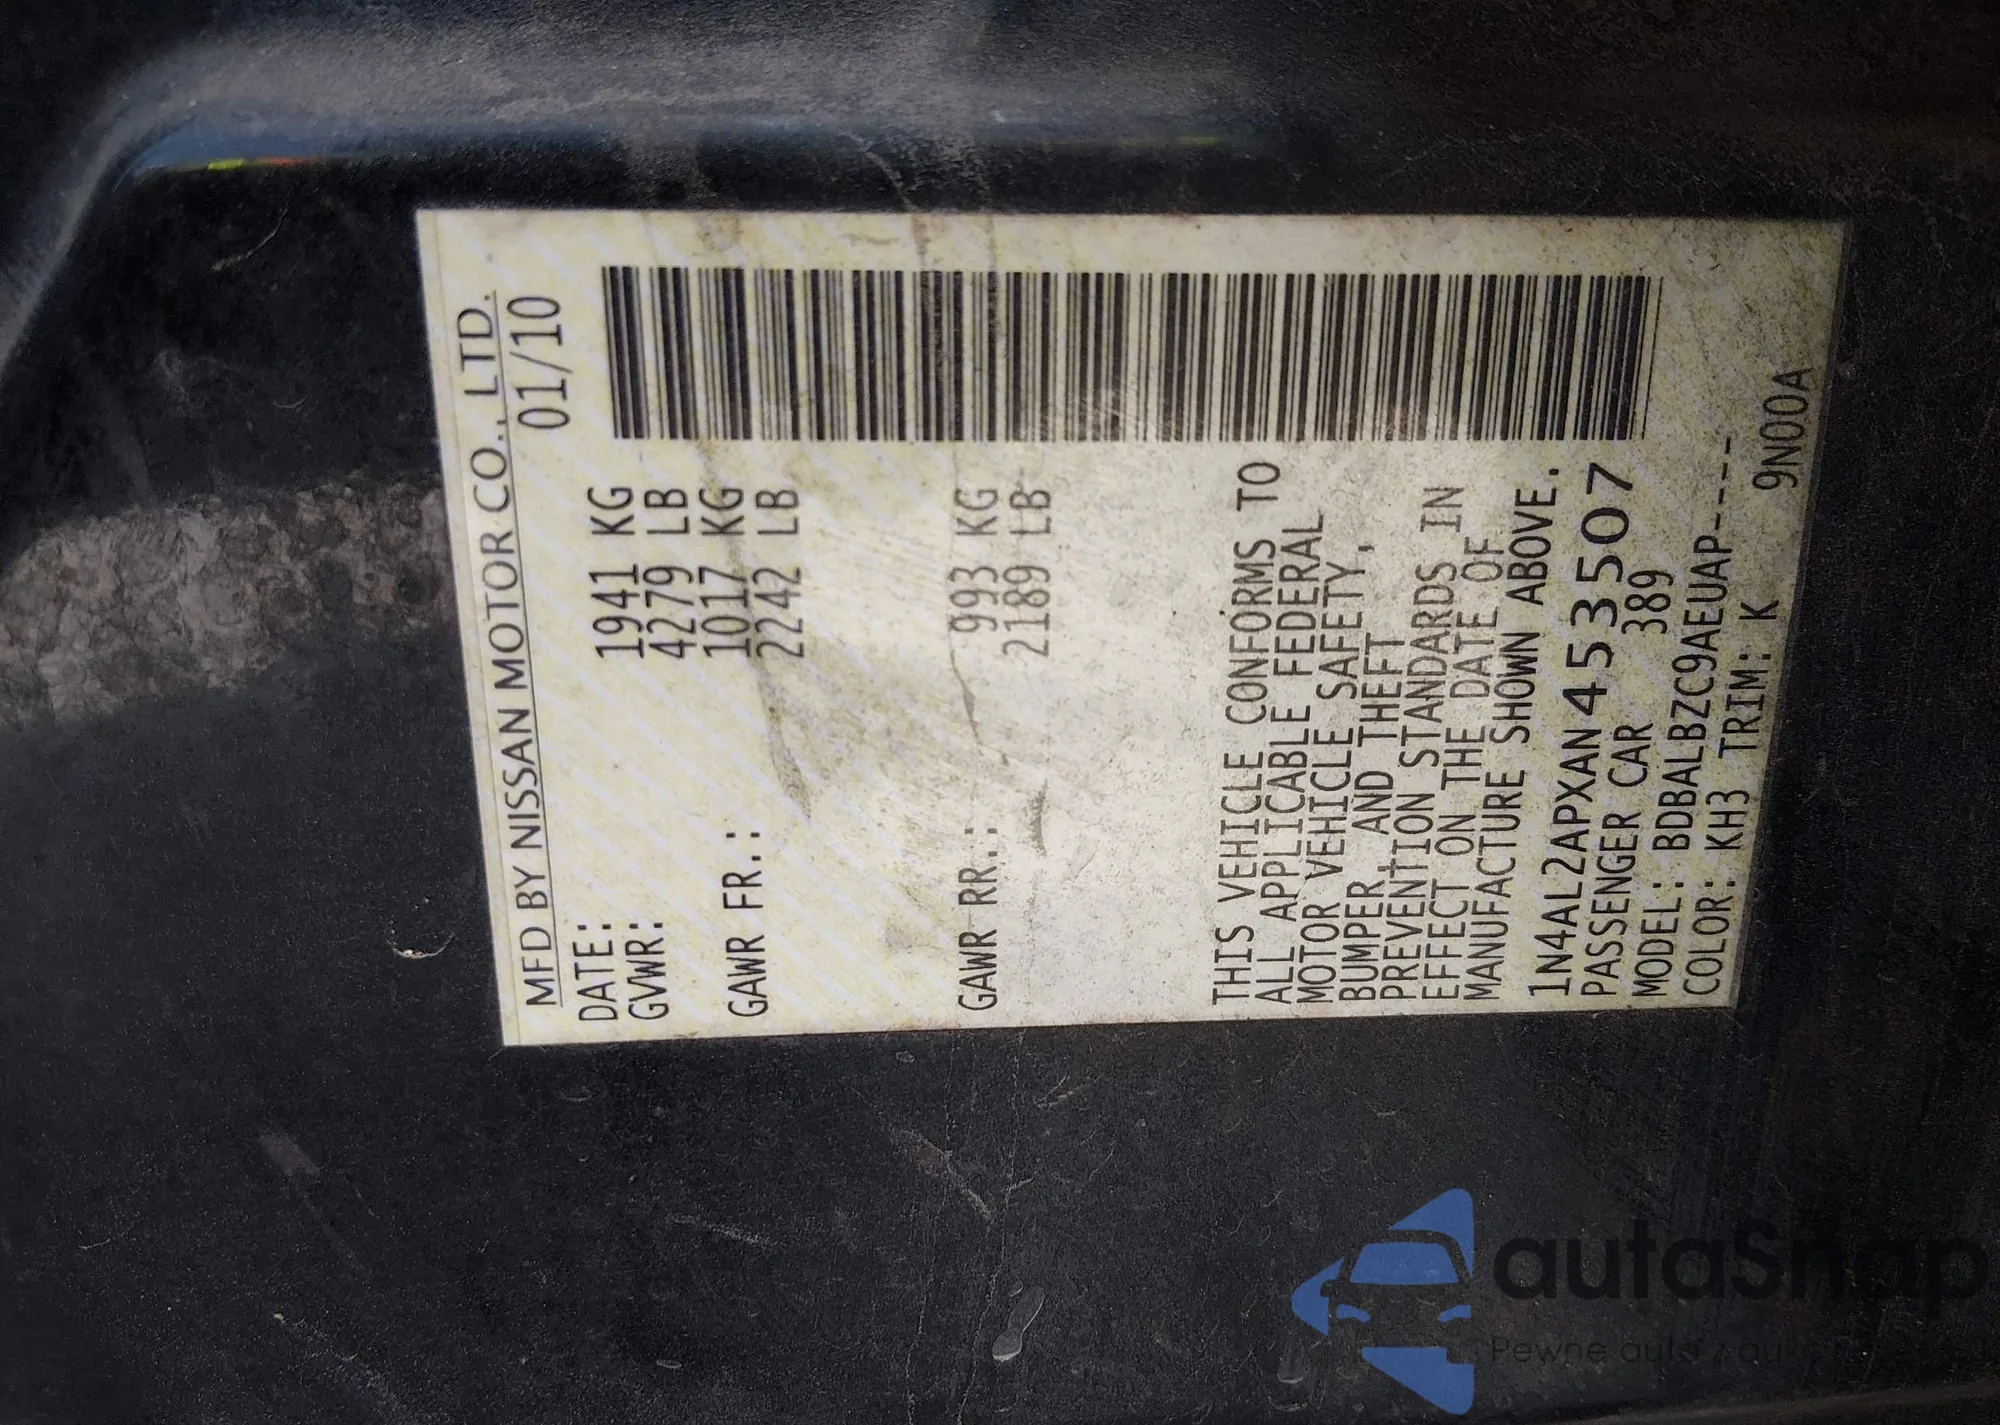 MFD BY NISSAN MOTOR CO., LTD.
DATE: 01/10
GVWR: 1941 KG
4279 LB
GAWR FR.: 1017 KG
2242 LB
GAWR RR.: 993 KG
2189 LB
THIS VEHICLE CONFORMS TO
ALL APPLICABLE FEDERAL
MOTOR VEHICLE SAFETY,
BUMPER, AND THEFT
PREVENTION STANDARDS IN
EFFECT ON THE DATE OF
MANUFACTURE SHOWN ABOVE.
1N4AL2APXAN453507
PASSENGER CAR 389
MODEL: BDBALBZC9AEUAP-----
COLOR: KH3 TRIM: K
9N00A
autaSnap
Pewne auta z